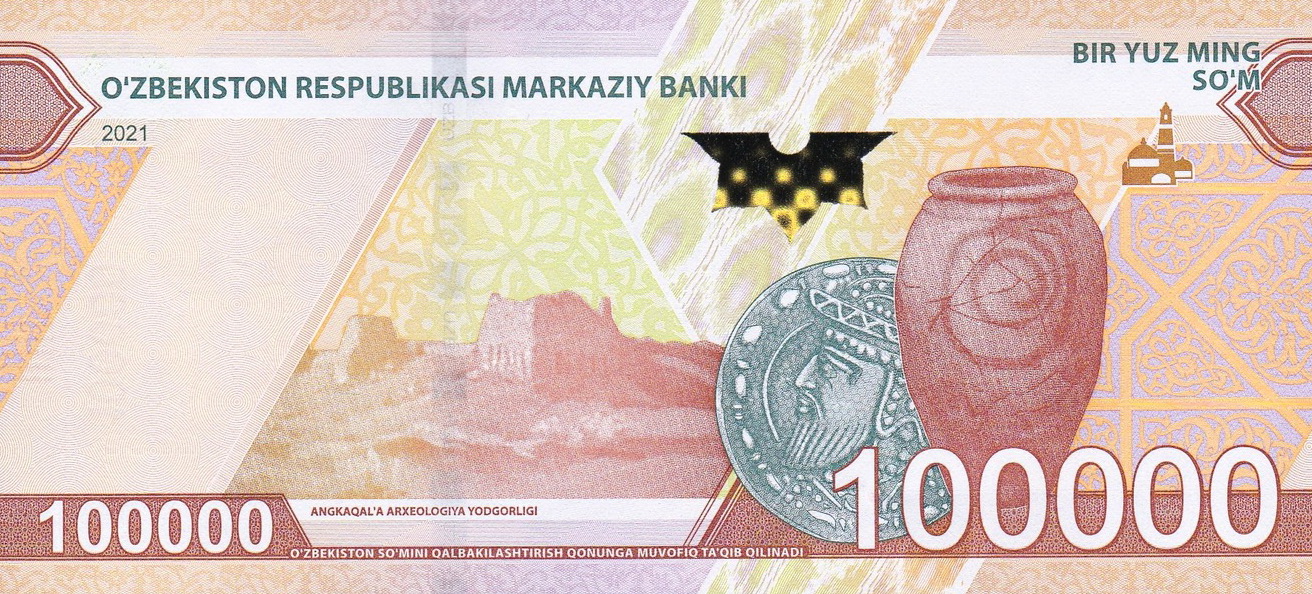 O'ZBEKISTON RESPUBLIKASI MARKAZIY BANKI
2021
BIR YUZ MING
SO'M
100000
ANGKAQAL'A ARXEOLOGIYA YODGORLIGI
O'ZBEKISTON SO'MINI QALBAKILASHTIRISH QONUNGA MUVOFIQ TA'QIB QILINADI
100000